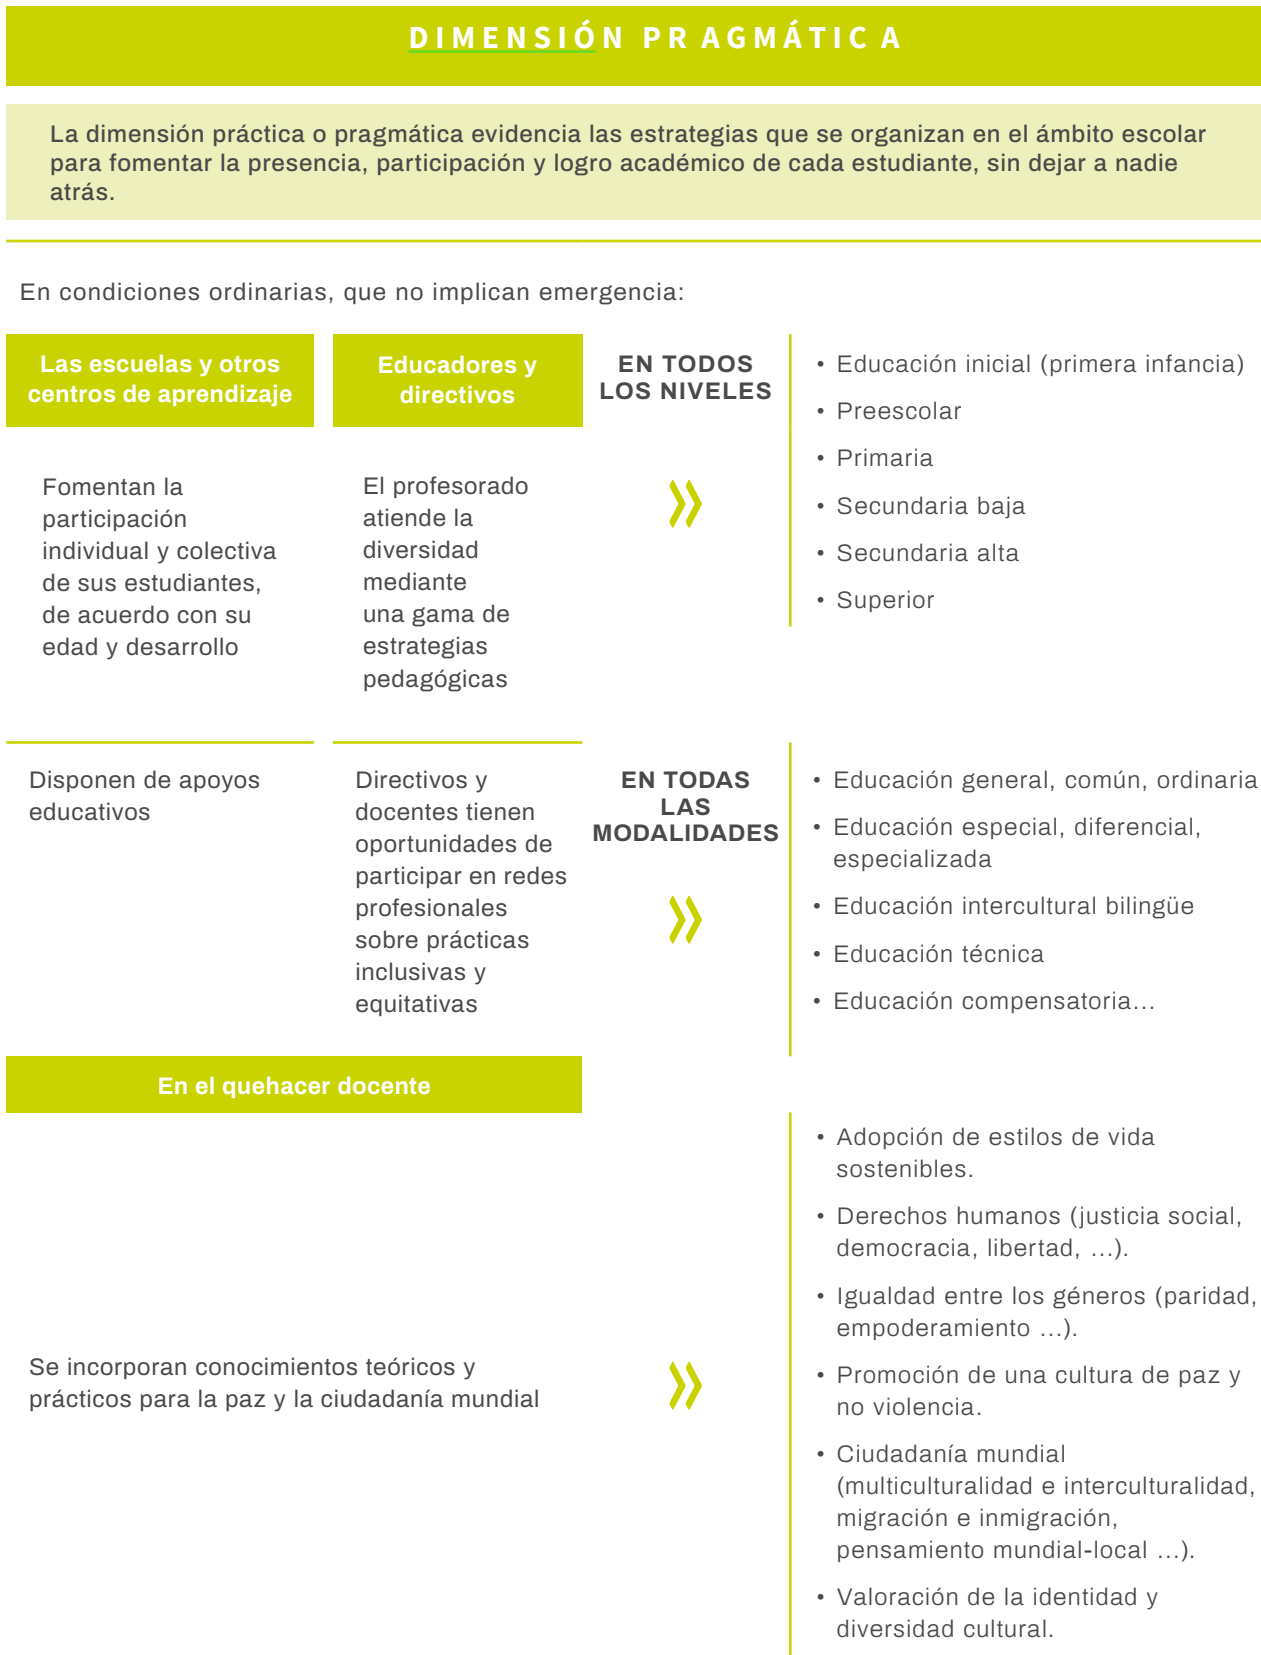 DIMENSIÓN PRAGMÁTICA
La dimensión práctica o pragmática evidencia las estrategias que se organizan en el ámbito escolar
para fomentar la presencia, participación y logro académico de cada estudiante, sin dejar a nadie
atrás.
En condiciones ordinarias, que no implican emergencia:
Las escuelas y otros
centros de aprendizaje
Fomentan la
participación
individual y colectiva
de sus estudiantes,
de acuerdo con su
edad y desarrollo
Educadores y
directivos
El profesorado
atiende la
diversidad
mediante
una gama de
estrategias
pedagógicas
EN TODOS
LOS NIVELES
»
• Educación inicial (primera infancia)
• Preescolar
• Primaria
• Secundaria baja
• Secundaria alta
• Superior
Disponen de apoyos
educativos
Directivos y
docentes tienen
oportunidades de
participar en redes
profesionales
sobre prácticas
inclusivas y
equitativas
EN TODAS
LAS
MODALIDADES
»
• Educación general, común, ordinaria
• Educación especial, diferencial,
especializada
• Educación intercultural bilingüe
• Educación técnica
• Educación compensatoria...
En el quehacer docente
Se incorporan conocimientos teóricos y
prácticos para la paz y la ciudadanía mundial
»
• Adopción de estilos de vida
sostenibles.
• Derechos humanos (justicia social,
democracia, libertad, ...).
• Igualdad entre los géneros (paridad,
empoderamiento ...).
• Promoción de una cultura de paz y
no violencia.
• Ciudadanía mundial
(multiculturalidad e interculturalidad,
migración e inmigración,
pensamiento mundial-local ...).
• Valoración de la identidad y
diversidad cultural.